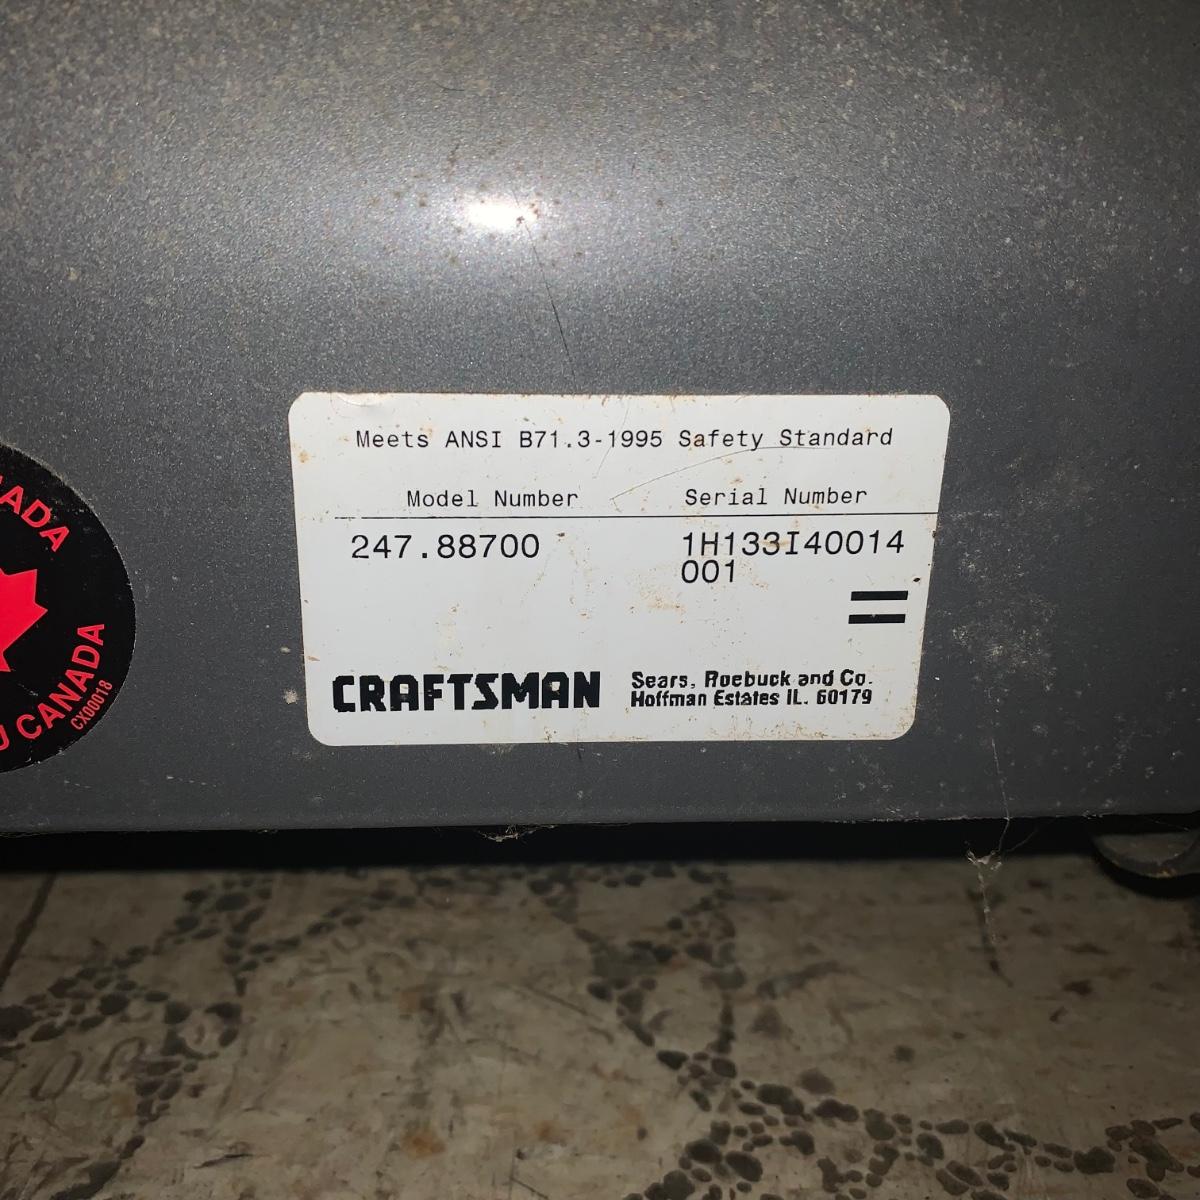 Meets ANSI B71.3-1995 Safety Standard
Model Number Serial Number
247.88700 1H133I40014
001
CRAFTSMAN Sears, Roebuck and Co.
Hoffman Estates IL. 60179
ADA
U CANADA
CX00018